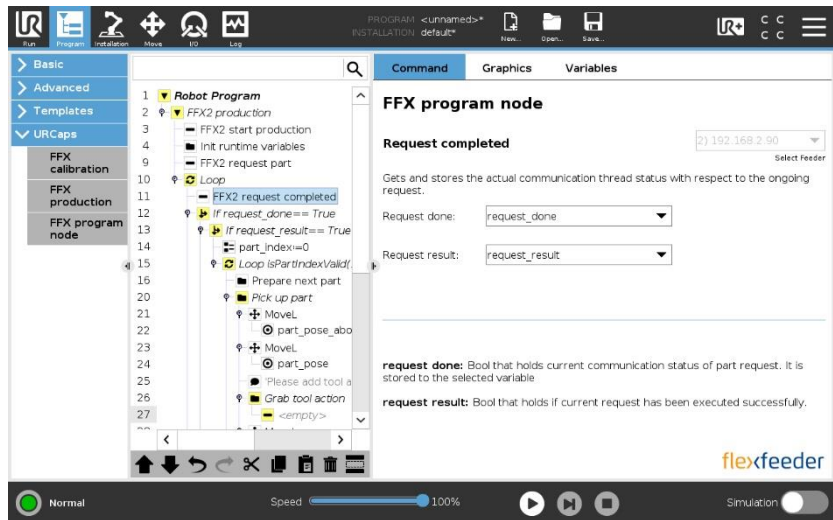 PROGRAM <unnamed>*
INSTALLATION default*
Run
Program
Installation
Move
I/O
Log
New...
Open...
Save...
UR+
C C
C C
Basic
Advanced
Templates
URCaps
FFX
calibration
FFX
production
FFX program
node
1 Robot Program
2 FFX2 production
3 FFX2 start production
4 Init runtime variables
9 FFX2 request part
10 Loop
11 FFX2 request completed
12 If request_done== True
13 If request_result== True
14 part_index:=0
15 Loop isPartIndexValid(.
16 Prepare next part
20 Pick up part
21 MoveL
22 part_pose_abo
23 MoveL
24 part_pose
25 'Please add tool a
26 Grab tool action
27 <empty>
Command Graphics Variables
FFX program node
Request completed
2) 192.168.2.90
Select Feeder
Gets and stores the actual communication thread status with respect to the ongoing
request.
Request done: request_done
Request result: request_result
request done: Bool that holds current communication status of part request. It is
stored to the selected variable
request result: Bool that holds if current request has been executed successfully.
flexfeeder
Normal
Speed 100%
Simulation